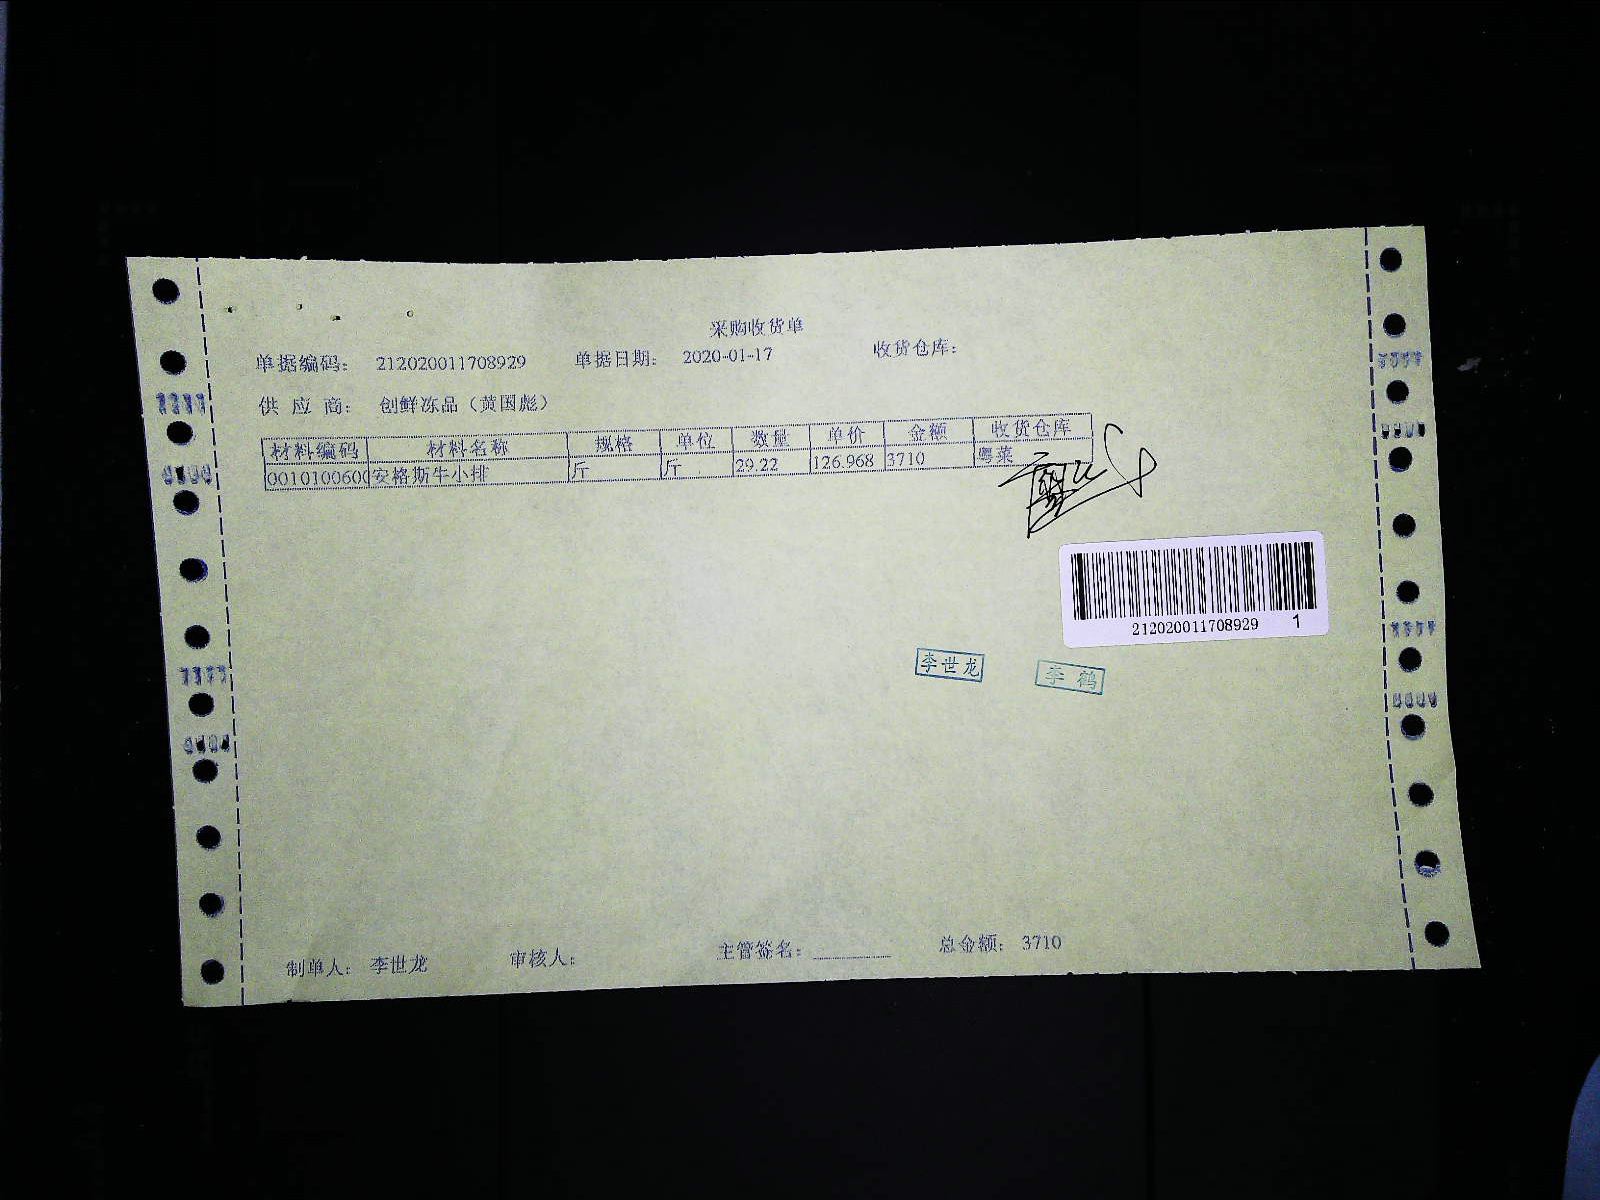 采购收货单
单据编码： 212020011708929 单据日期： 2020-01-17 收货仓库：
供 应 商： 创鲜冻品（黄国彪）
材料编码 材料名称 规格 单位 数量 单价 金额 收货仓库
0010100600 安格斯牛小排 斤 斤 29.22 126.968 3710 粤菜
212020011708929 1
李世龙 李鹤
制单人： 李世龙 审核人： 主管签名： 总金额： 3710